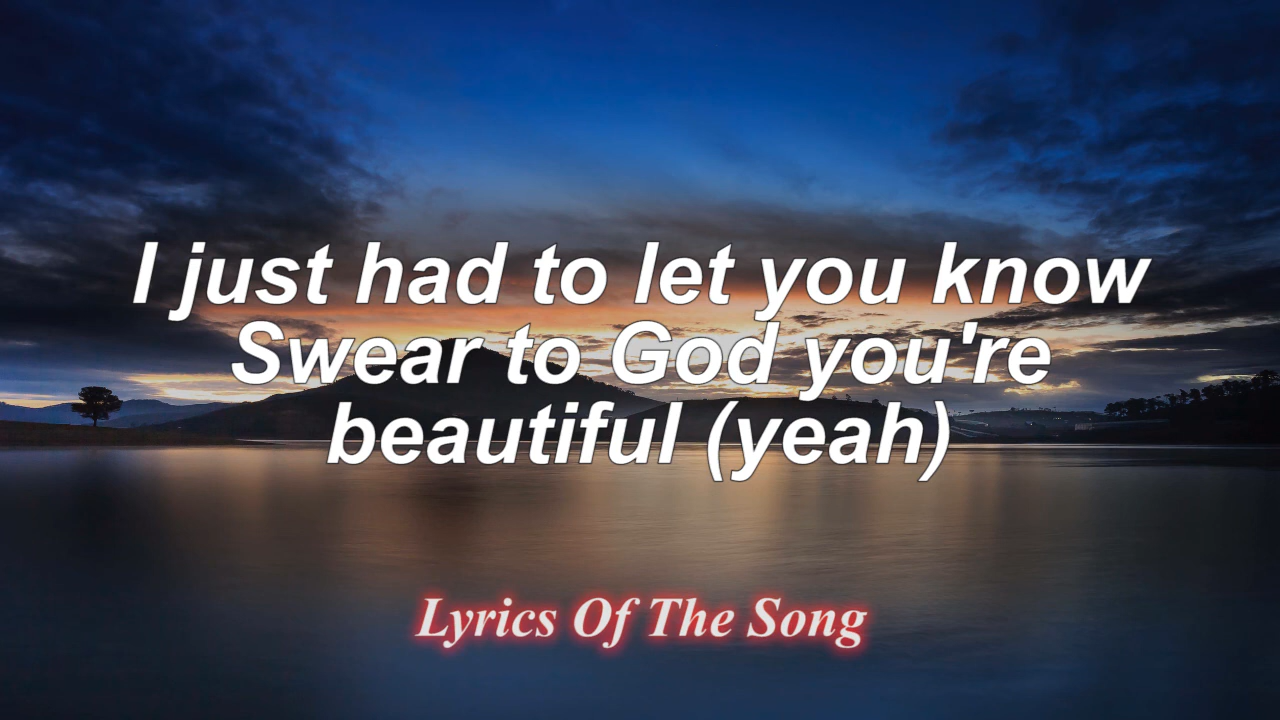 I just had to let you know
Swear to God you're
beautiful (yeah)
Lyrics Of The Song